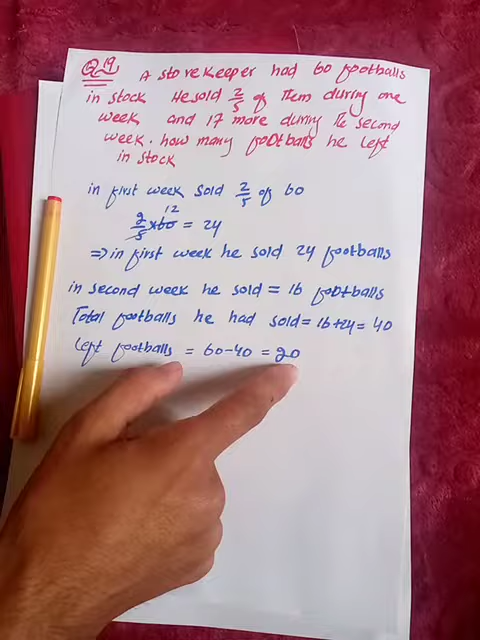 Q19 A storekeeper had 60 footballs
in stock He sold 2/5 of them during one
week and 17 more during the second
week. how many footballs he left
in stock
in first week sold 2/5 of 60
2/5 × 60 12 = 24
⇒ in first week he sold 24 footballs
in second week he sold = 16 footballs
Total footballs he had sold = 16+24 = 40
Left footballs = 60-40 = 20